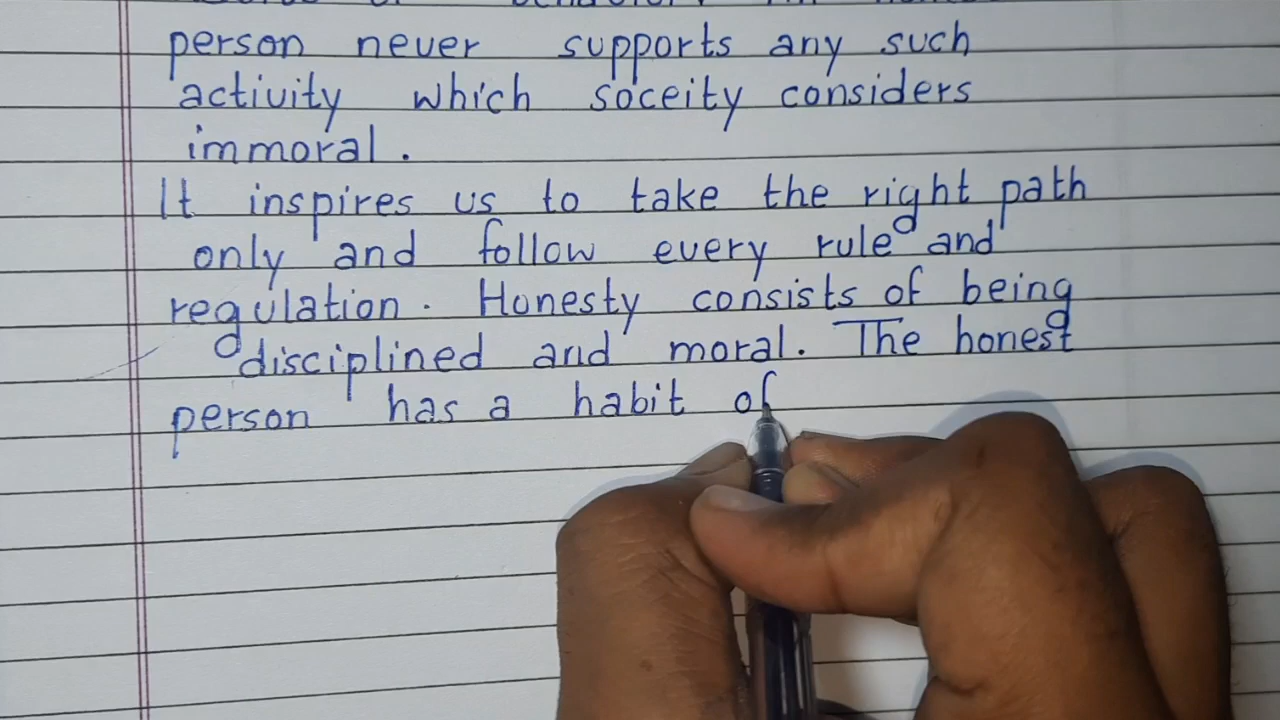 person never supports any such
activity which soceity considers
immoral.
It inspires us to take the right path
only and follow every rule and
regulation. Honesty consists of being
disciplined and moral. The honest
person has a habit of